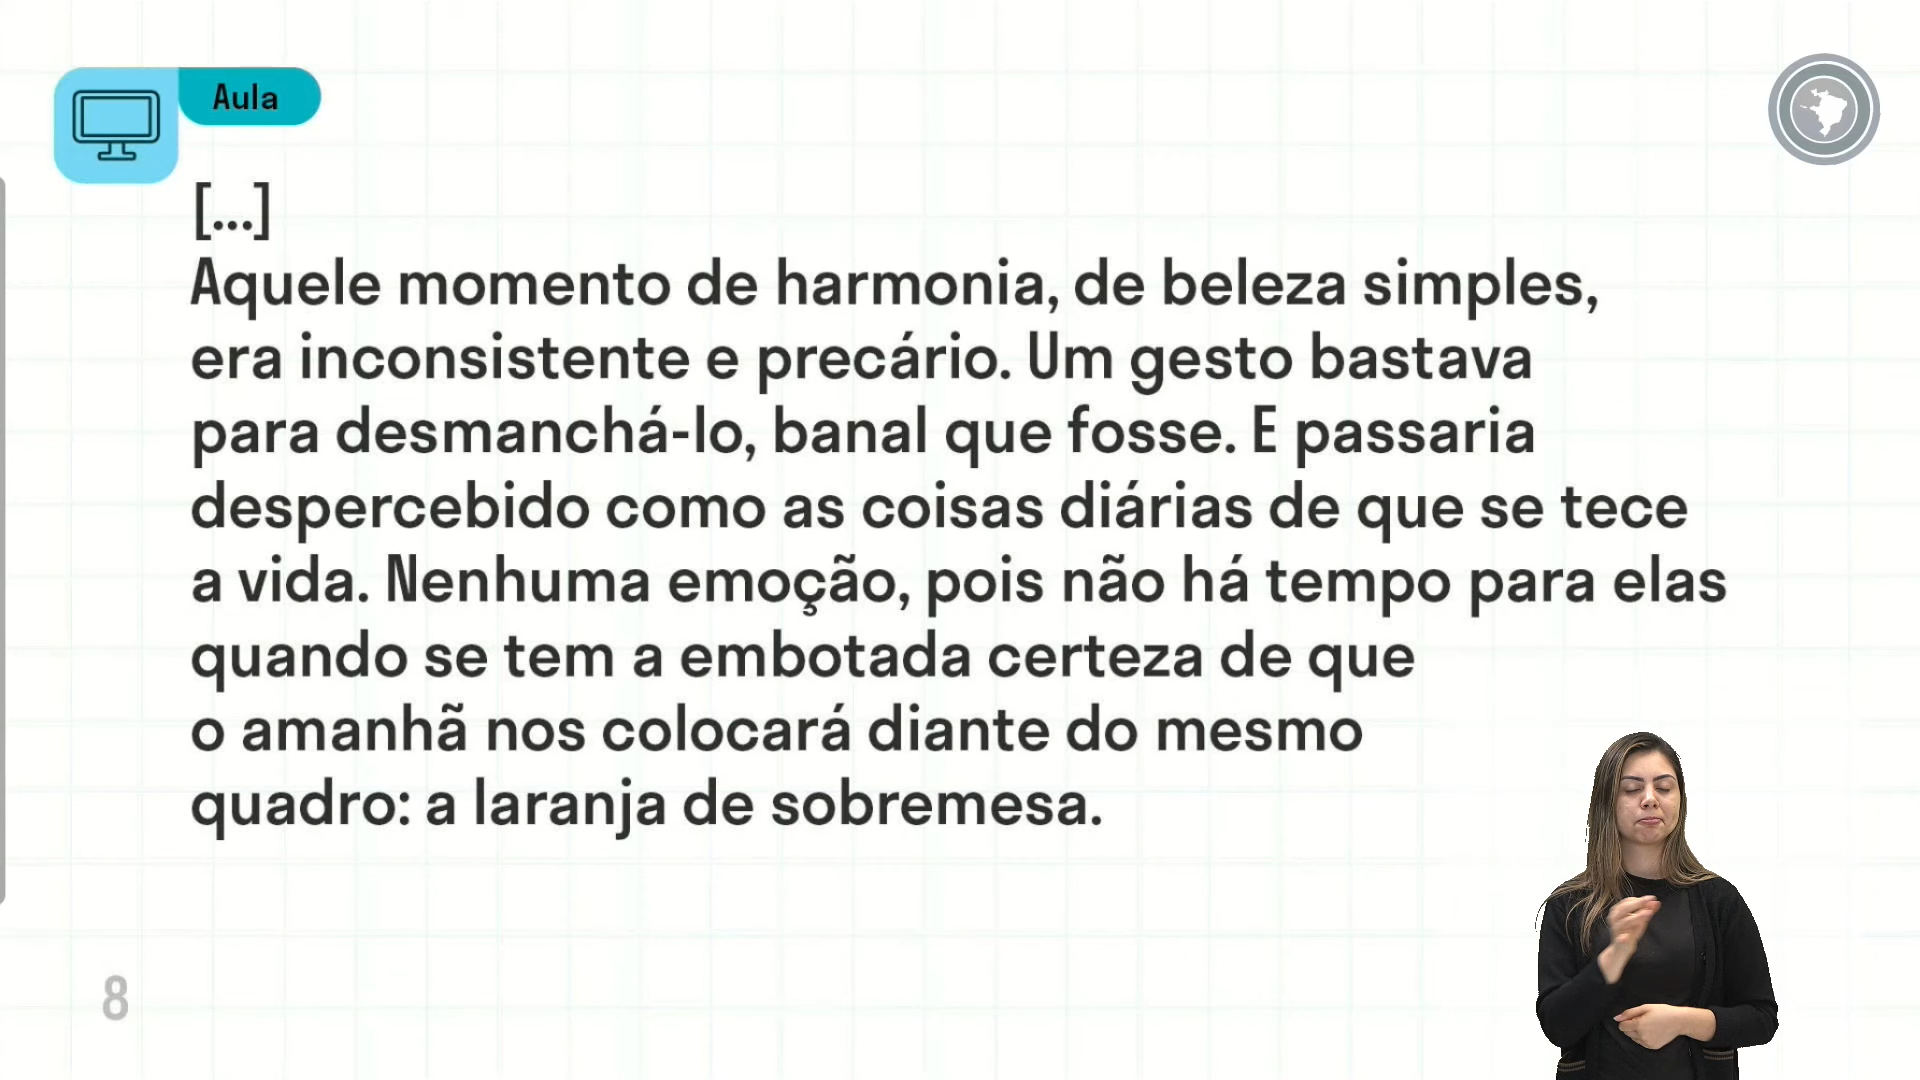 Aula
[...]
Aquele momento de harmonia, de beleza simples,
era inconsistente e precário. Um gesto bastava
para desmanchá-lo, banal que fosse. E passaria
despercebido como as coisas diárias de que se tece
a vida. Nenhuma emoção, pois não há tempo para elas
quando se tem a embotada certeza de que
o amanhã nos colocará diante do mesmo
quadro: a laranja de sobremesa.
8